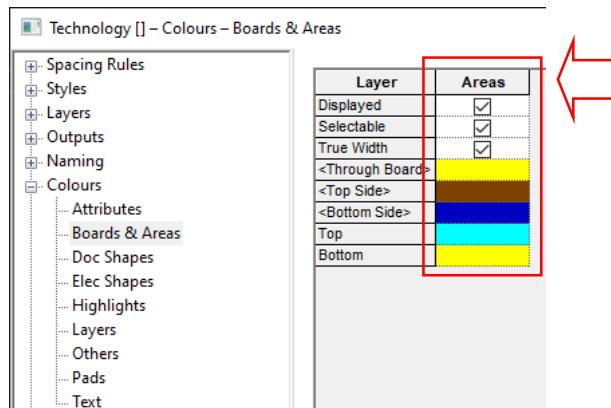 Technology [] – Colours – Boards & Areas
Spacing Rules
Styles
Layers
Outputs
Naming
Colours
Attributes
Boards & Areas
Doc Shapes
Elec Shapes
Highlights
Layers
Others
Pads
Text
Layer Areas
Displayed
Selectable
True Width
<Through Board>
<Top Side>
<Bottom Side>
Top
Bottom